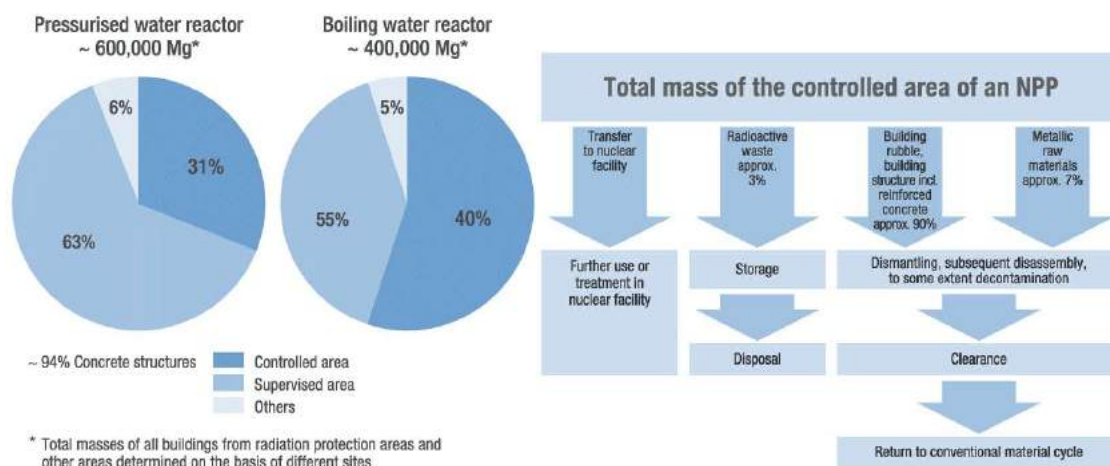 Pressurised water reactor
~ 600,000 Mg*
6%
31%
63%
Boiling water reactor
~ 400,000 Mg*
5%
55%
40%
~ 94% Concrete structures
Controlled area
Supervised area
Others
* Total masses of all buildings from radiation protection areas and
other areas determined on the basis of different sites
Total mass of the controlled area of an NPP
Transfer
to nuclear
facility
Radioactive
waste
approx.
3%
Building
rubble,
building
structure incl.
reinforced
concrete
approx. 90%
Metallic
raw
materials
approx. 7%
Further use or
treatment in
nuclear facility
Storage
Dismantling, subsequent disassembly,
to some extent decontamination
Disposal
Clearance
Return to conventional material cycle